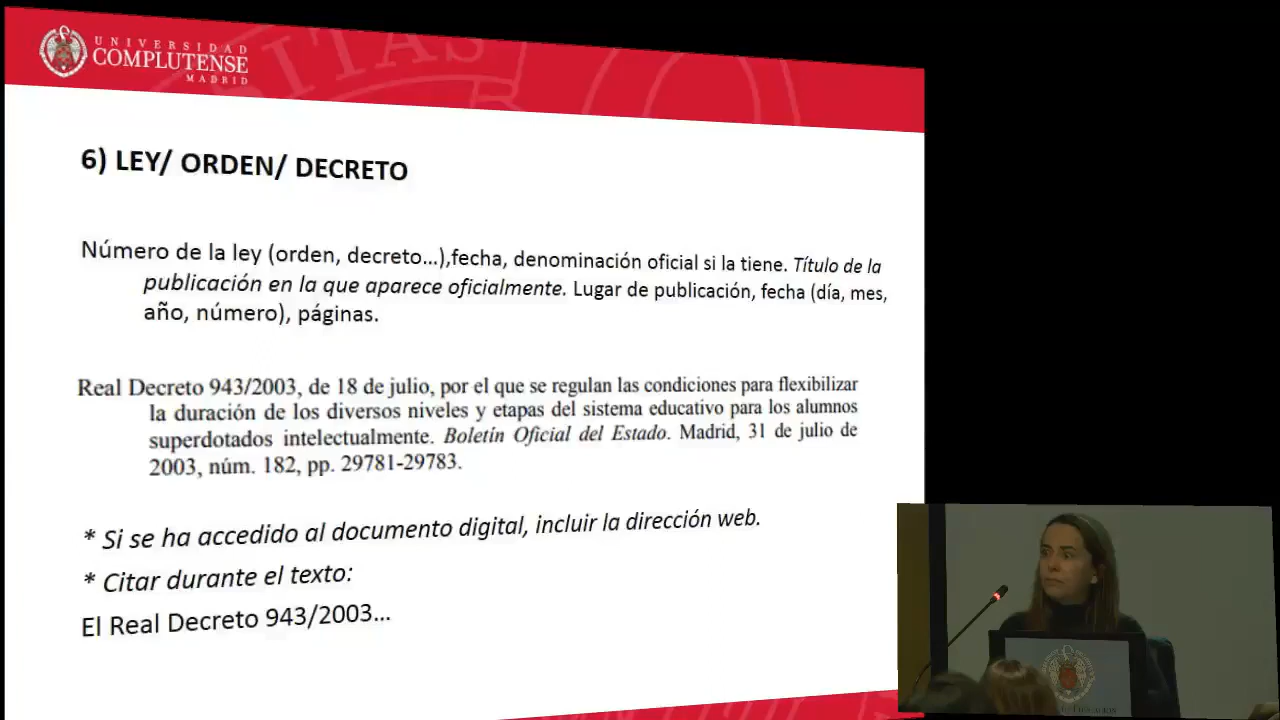 UNIVERSIDAD
COMPLUTENSE
MADRID
6) LEY/ ORDEN/ DECRETO
Número de la ley (orden, decreto...),fecha, denominación oficial si la tiene. Título de la
publicación en la que aparece oficialmente. Lugar de publicación, fecha (día, mes,
año, número), páginas.
Real Decreto 943/2003, de 18 de julio, por el que se regulan las condiciones para flexibilizar
la duración de los diversos niveles y etapas del sistema educativo para los alumnos
superdotados intelectualmente. Boletín Oficial del Estado. Madrid, 31 de julio de
2003, núm. 182, pp. 29781-29783.
* Si se ha accedido al documento digital, incluir la dirección web.
* Citar durante el texto:
El Real Decreto 943/2003...